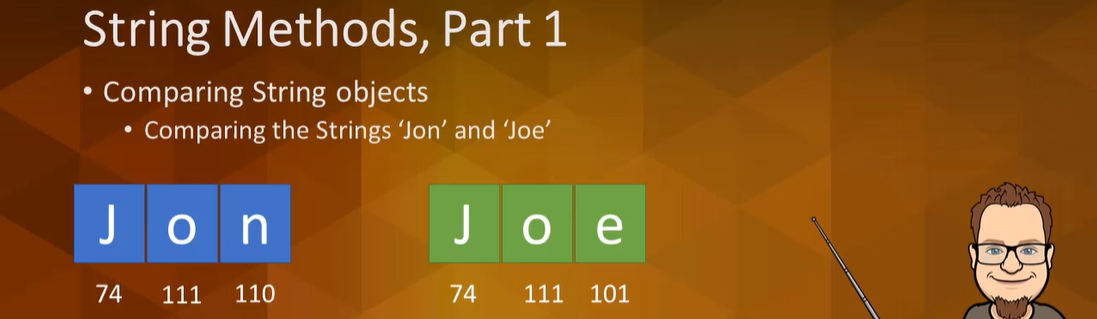 String Methods, Part 1
• Comparing String objects
• Comparing the Strings ‘Jon’ and ‘Joe’
J o n J o e
74 111 110 74 111 101